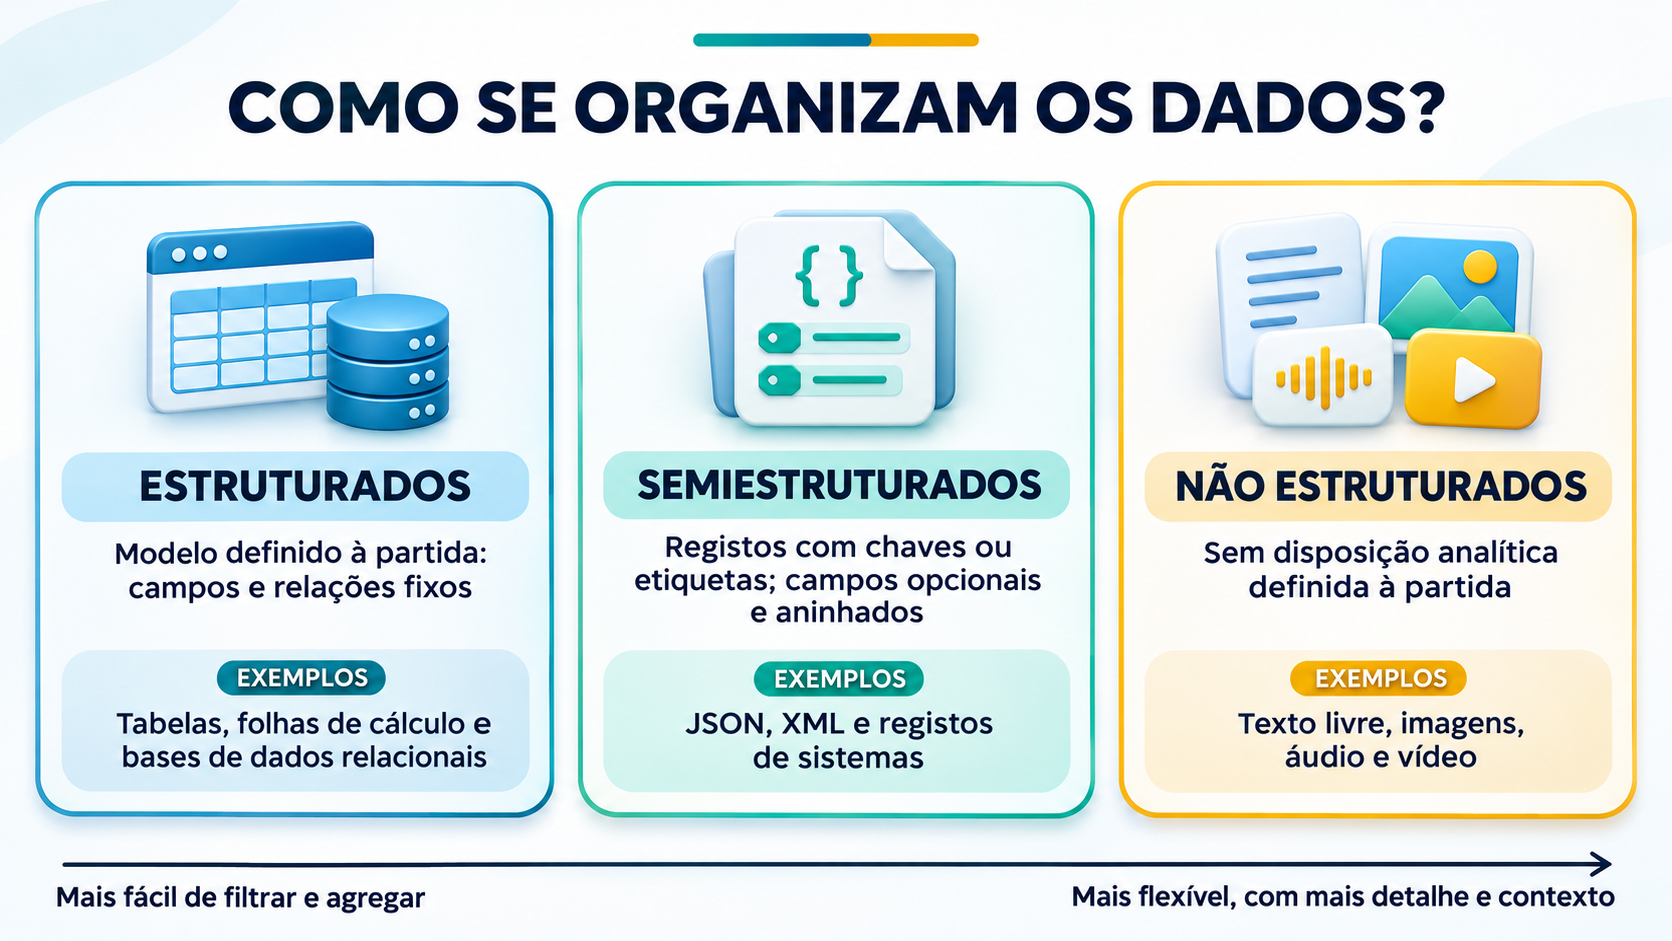 COMO SE ORGANIZAM OS DADOS?
ESTRUTURADOS
Modelo definido à partida:
campos e relações fixos
EXEMPLOS
Tabelas, folhas de cálculo e
bases de dados relacionais
{ }
SEMIESTRUTURADOS
Registos com chaves ou
etiquetas; campos opcionais
e aninhados
EXEMPLOS
JSON, XML e registos
de sistemas
NÃO ESTRUTURADOS
Sem disposição analítica
definida à partida
EXEMPLOS
Texto livre, imagens,
áudio e vídeo
Mais fácil de filtrar e agregar
Mais flexível, com mais detalhe e contexto